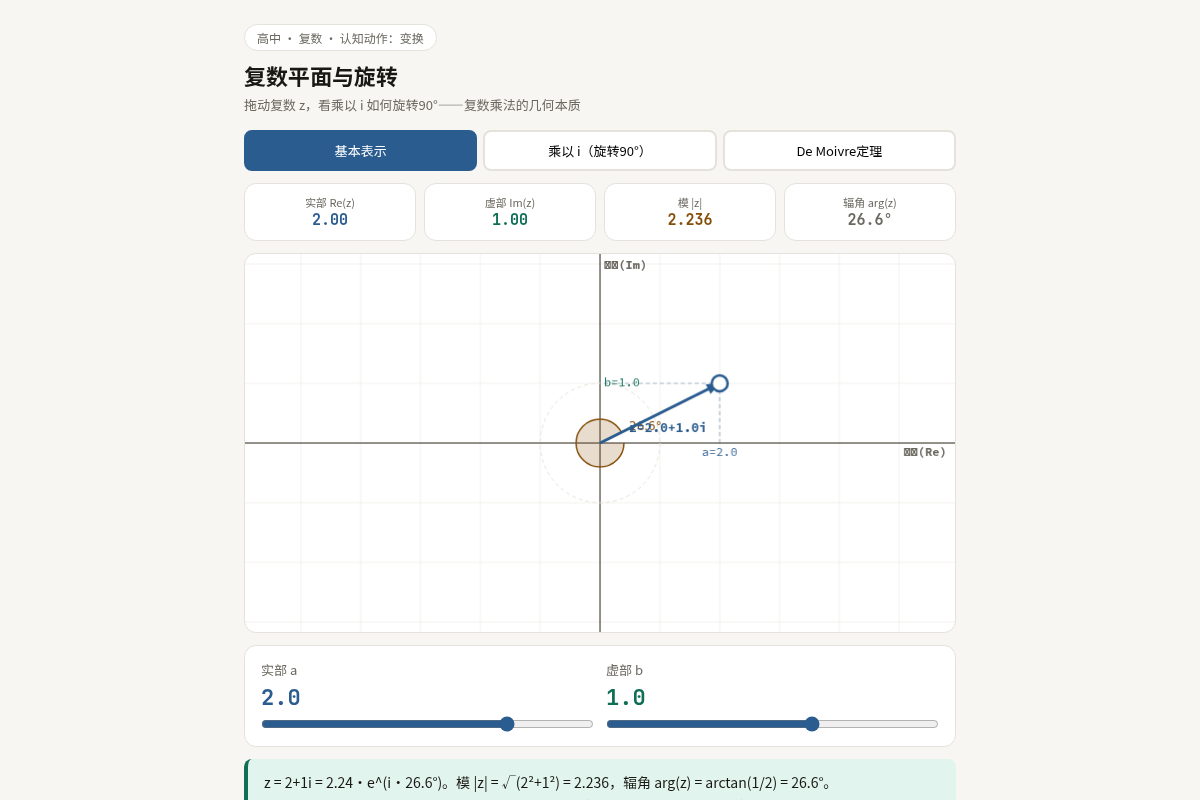 高中 · 复数 · 认知动作：变换
复数平面与旋转
拖动复数 z，看乘以 i 如何旋转90°——复数乘法的几何本质
基本表示
乘以 i（旋转90°）
De Moivre定理
实部 Re(z)
2.00
虚部 Im(z)
1.00
模 |z|
2.236
辐角 arg(z)
26.6°
(Im)
b=1.0
2.0+1.0i
a=2.0
(Re)
实部 a
2.0
虚部 b
1.0
z = 2+1i = 2.24 · e^(i · 26.6°)。模 |z| = √(2²+1²) = 2.236，辐角 arg(z) = arctan(1/2) = 26.6°。